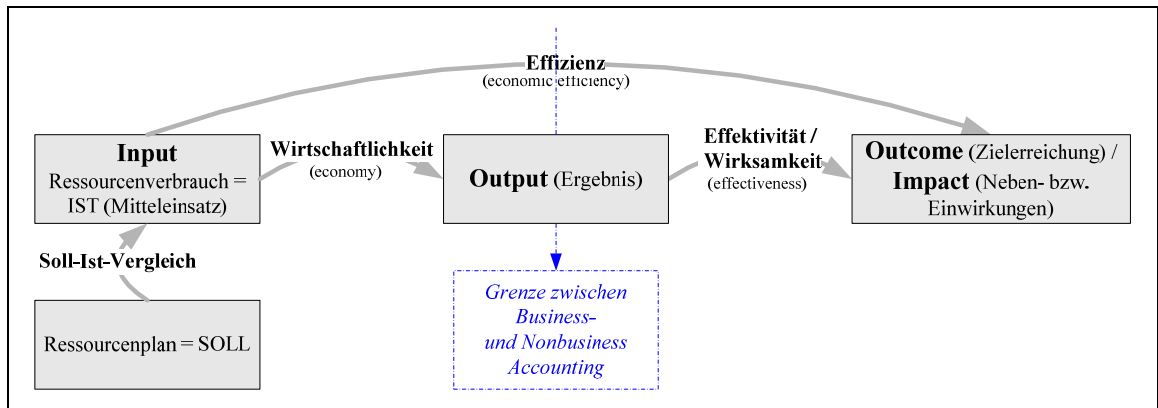 Effizienz
(economic efficiency)
Input
Ressourcenverbrauch =
IST (Mitteleinsatz)
Wirtschaftlichkeit
(economy)
Output (Ergebnis)
Effektivität /
Wirksamkeit
(effectiveness)
Outcome (Zielerreichung) /
Impact (Neben- bzw.
Einwirkungen)
Soll-Ist-Vergleich
Ressourcenplan = SOLL
Grenze zwischen
Business-
und Nonbusiness
Accounting